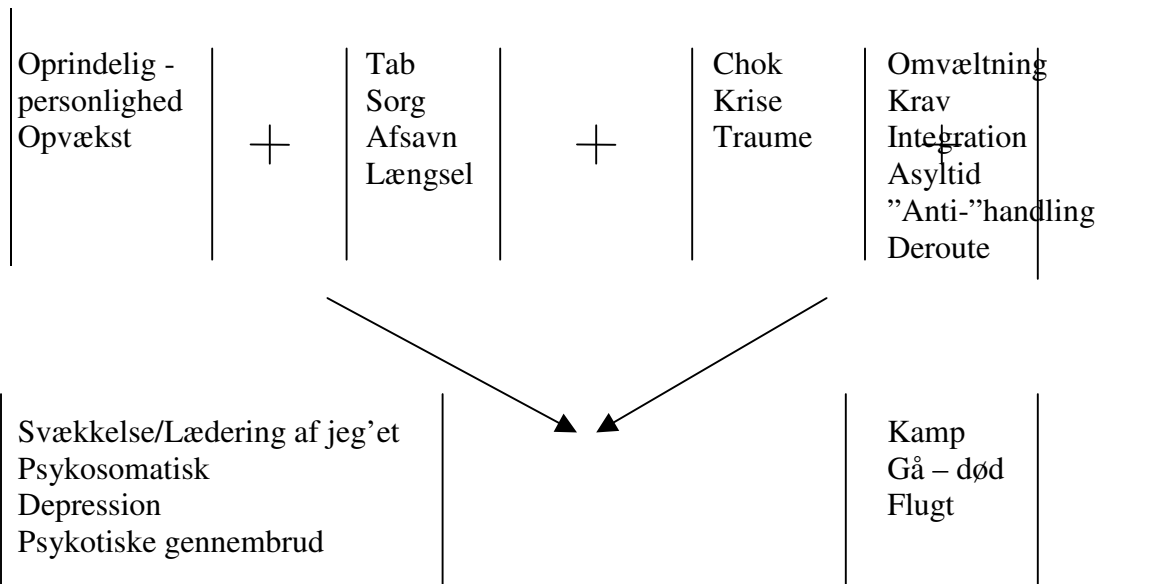 Oprindelig -
personlighed
Opvækst
+
Tab
Sorg
Afsavn
Længsel
+
Chok
Krise
Traume
+
Omvæltning
Krav
Integration
Asyltid
”Anti-”handling
Deroute
Svækkelse/Lædering af jeg’et
Psykosomatisk
Depression
Psykotiske gennembrud
Kamp
Gå – død
Flugt